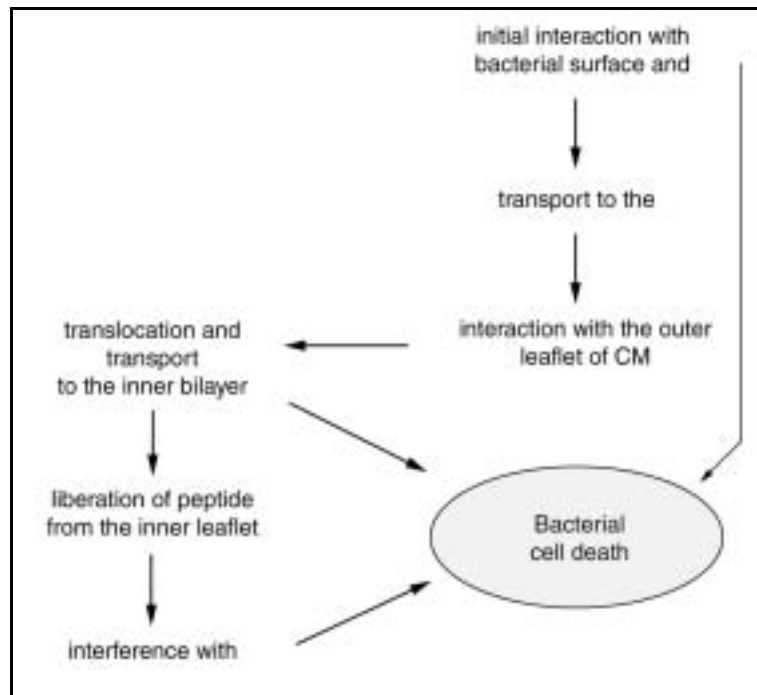 initial interaction with
bacterial surface and
transport to the
interaction with the outer
leaflet of CM
translocation and
transport
to the inner bilayer
liberation of peptide
from the inner leaflet
interference with
Bacterial
cell death